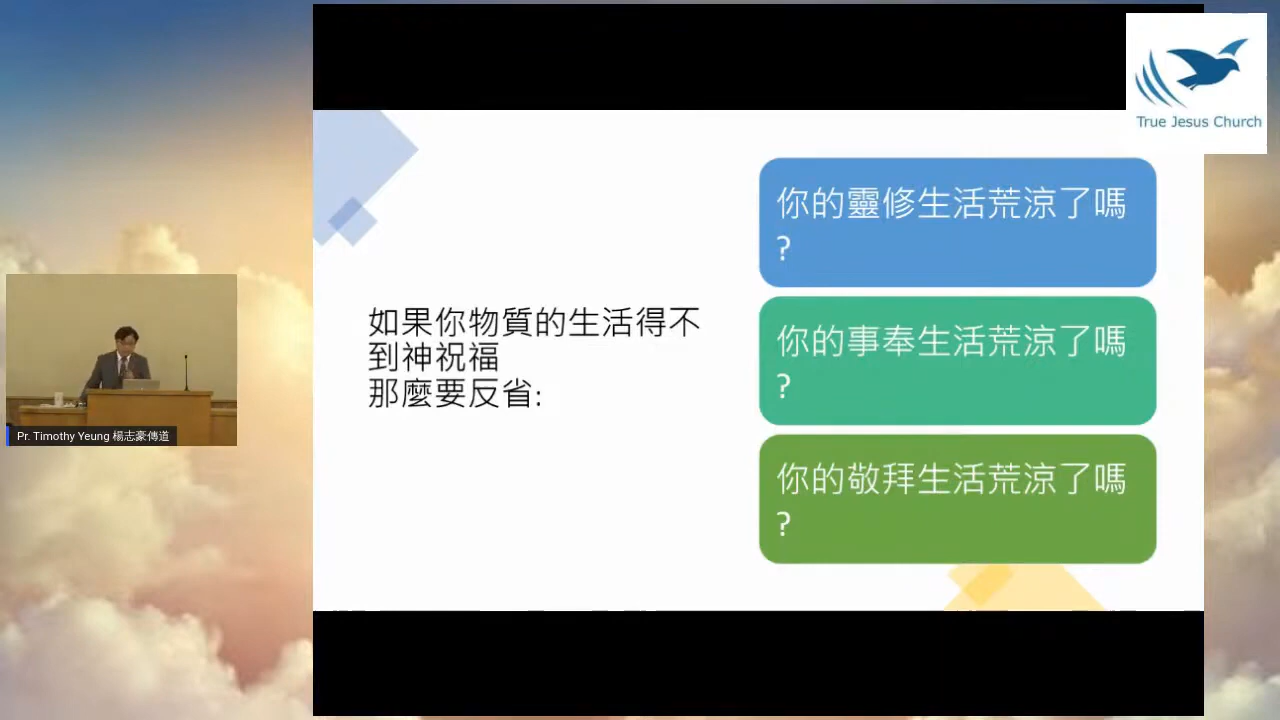 True Jesus Church
你的靈修生活荒涼了嗎
?
如果你物質的生活得不
到神祝福
那麼要反省:
你的事奉生活荒涼了嗎
?
你的敬拜生活荒涼了嗎
?
Pr. Timothy Yeung 楊志豪傳道